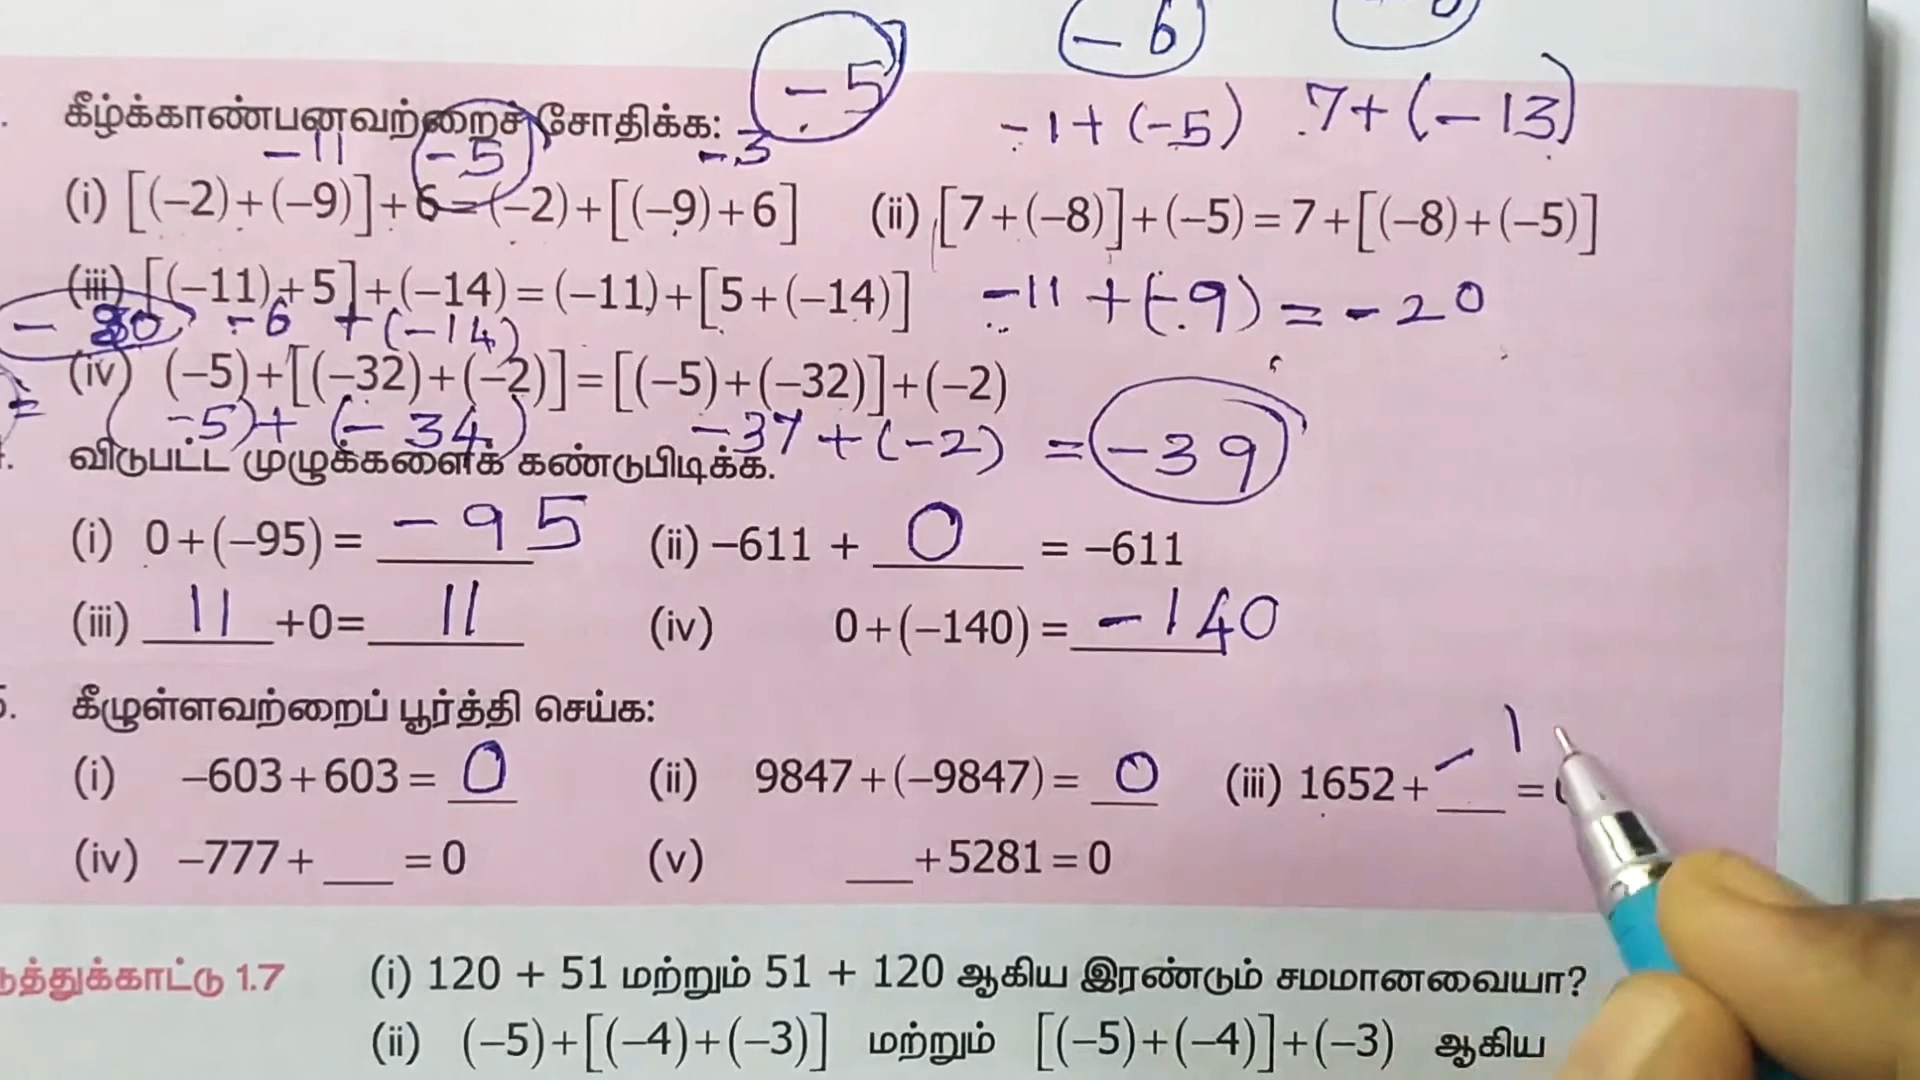 -5 -6
-1+(-5) 7+(-13)
கீழ்க்காண்பனவற்றைச் சோதிக்க:
-11 -5 -3
(i) [(–2)+(–9)]+6=(–2)+[(–9)+6] (ii) [7+(–8)]+(–5)=7+[(–8)+(–5)]
(iii) [(–11)+5]+(–14)=(–11)+[5+(–14)] -11+(-9)=-20
-6 +(-14)
(iv) (–5)+[(–32)+(–2)]=[(–5)+(–32)]+(–2)
= (-5)+(-34) -37+(-2) =-39
விடுபட்ட முழுக்களைக் கண்டுபிடிக்க.
(i) 0+(–95)= -95 (ii) –611 + 0 = –611
(iii) 11 +0= 11 (iv) 0+(–140)= -140
5. கீழுள்ளவற்றைப் பூர்த்தி செய்க:
(i) –603+603= 0 (ii) 9847+(–9847)= 0 (iii) 1652+ -1 =
(iv) –777+ ___ =0 (v) ___+5281=0
1.7 (i) 120 + 51 மற்றும் 51 + 120 ஆகிய இரண்டும் சமமானவையா?
(ii) (–5)+[(–4)+(–3)] மற்றும் [(–5)+(–4)]+(–3) ஆகிய